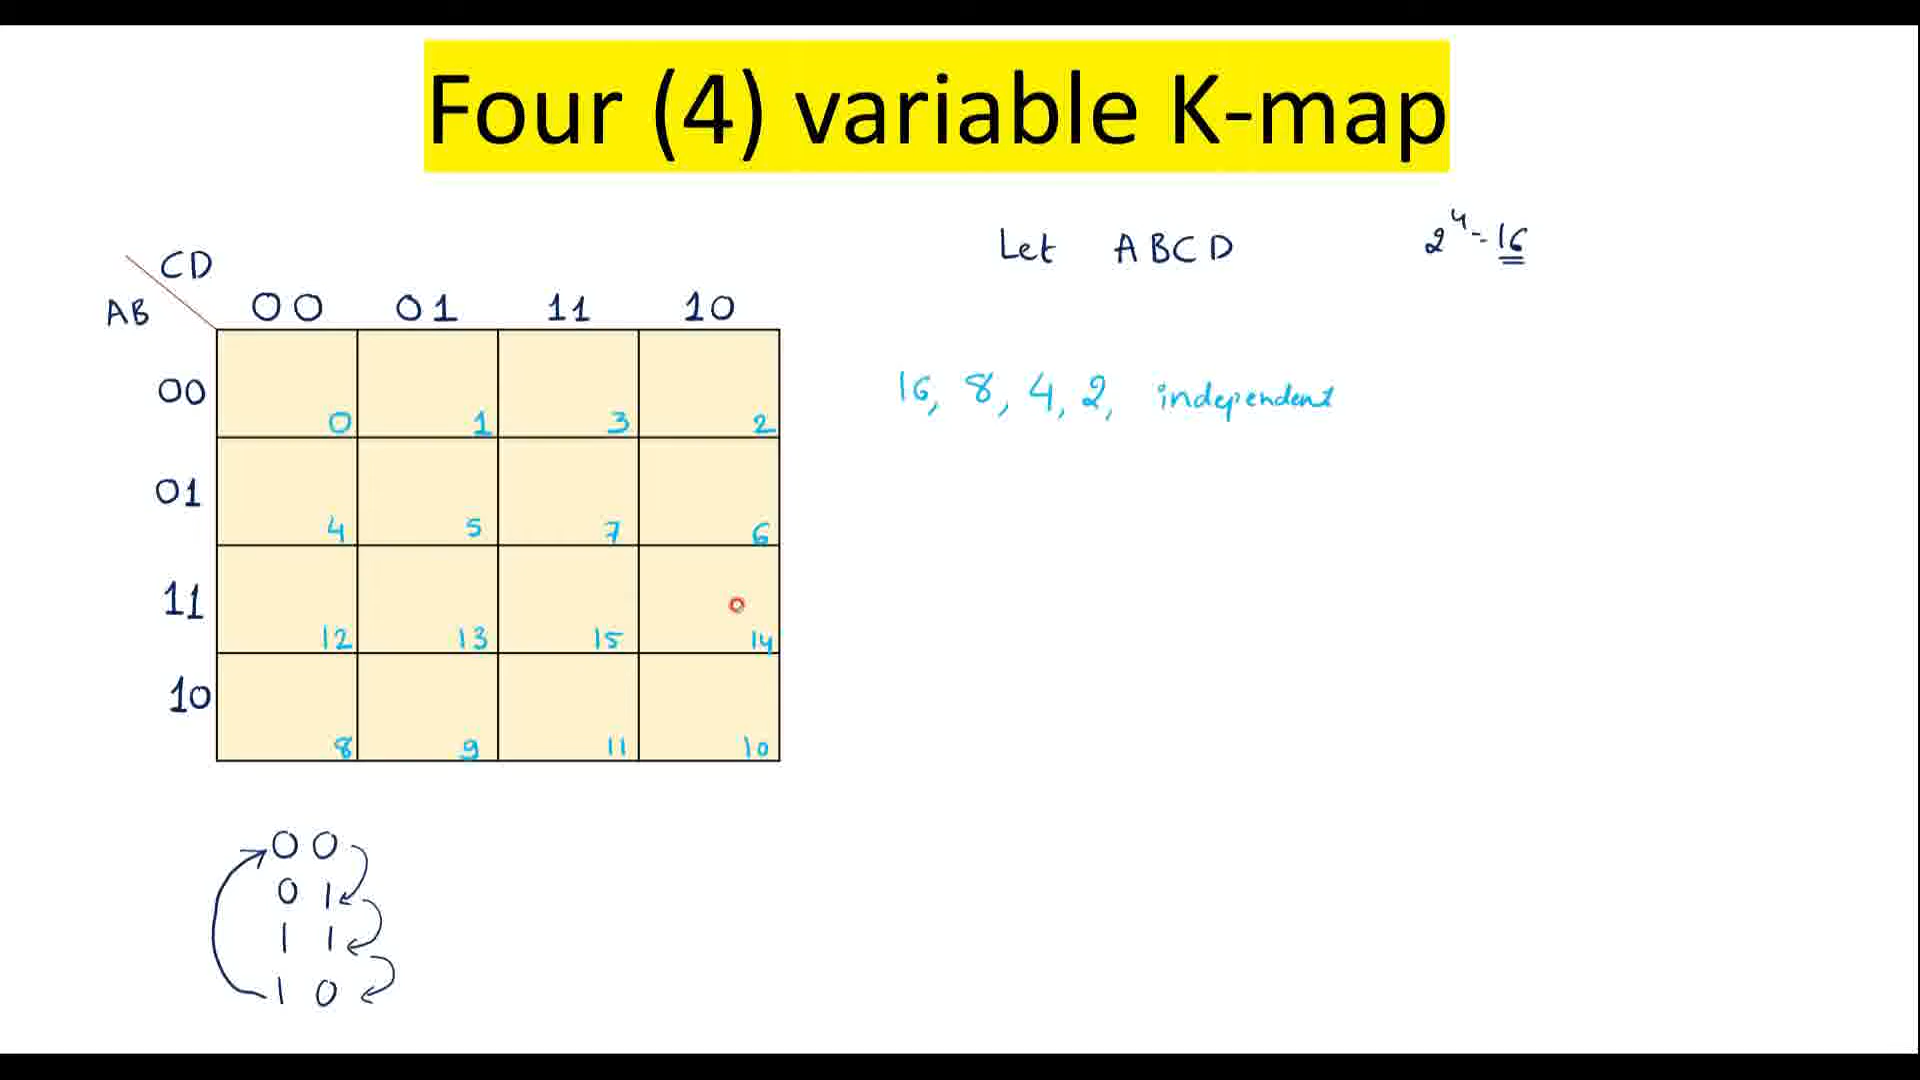 Four (4) variable K-map
Let ABCD 2^4 = 16
CD
AB 00 01 11 10
00 0 1 3 2
01 4 5 7 6
11 12 13 15 14
10 8 9 11 10
16, 8, 4, 2, independent
0 0
0 1
1 1
1 0